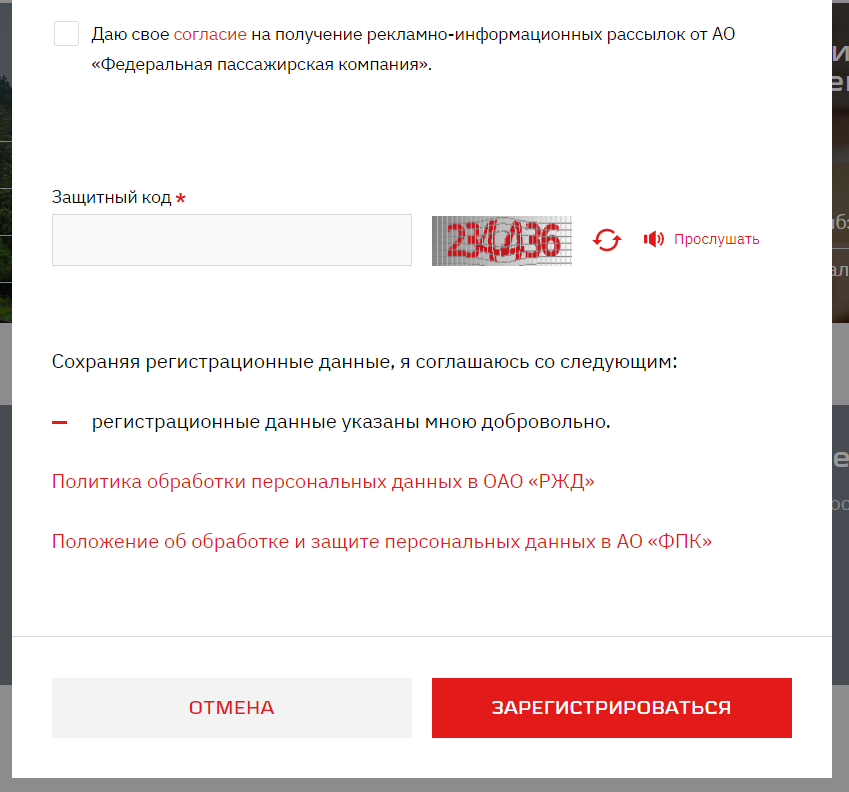 Даю свое согласие на получение рекламно-информационных рассылок от АО
«Федеральная пассажирская компания».
Защитный код *
Прослушать
Сохраняя регистрационные данные, я соглашаюсь со следующим:
регистрационные данные указаны мною добровольно.
Политика обработки персональных данных в ОАО «РЖД»
Положение об обработке и защите персональных данных в АО «ФПК»
ОТМЕНА
ЗАРЕГИСТРИРОВАТЬСЯ